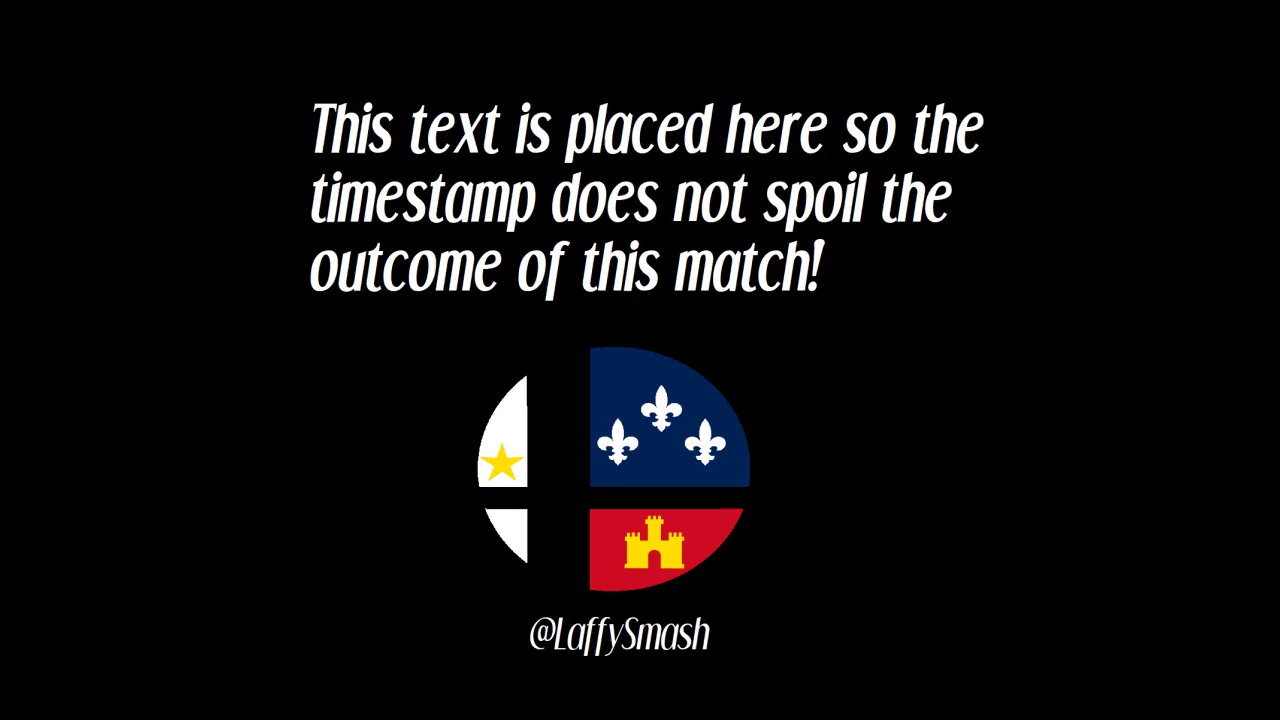 This text is placed here so the
timestamp does not spoil the
outcome of this match!
@LaffySmash